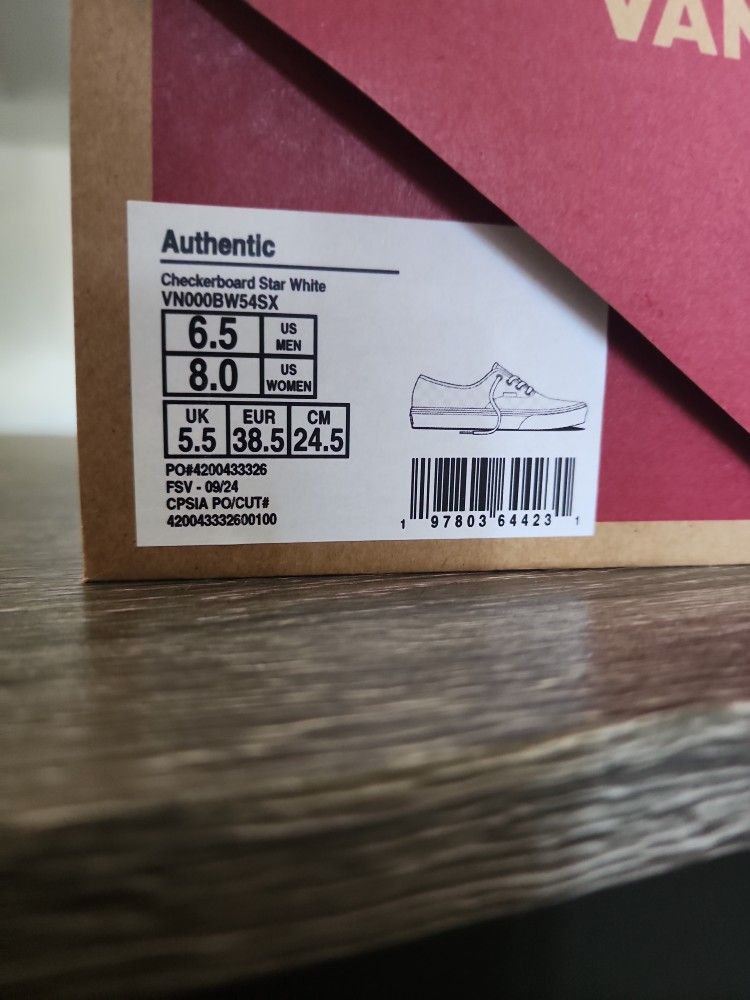 VAN
Authentic
Checkerboard Star White
VN000BW54SX
6.5 US MEN
8.0 US WOMEN
UK EUR CM
5.5 38.5 24.5
PO#4200433326
FSV - 09/24
CPSIA PO/CUT#
420043332600100
1 97803 64423 1